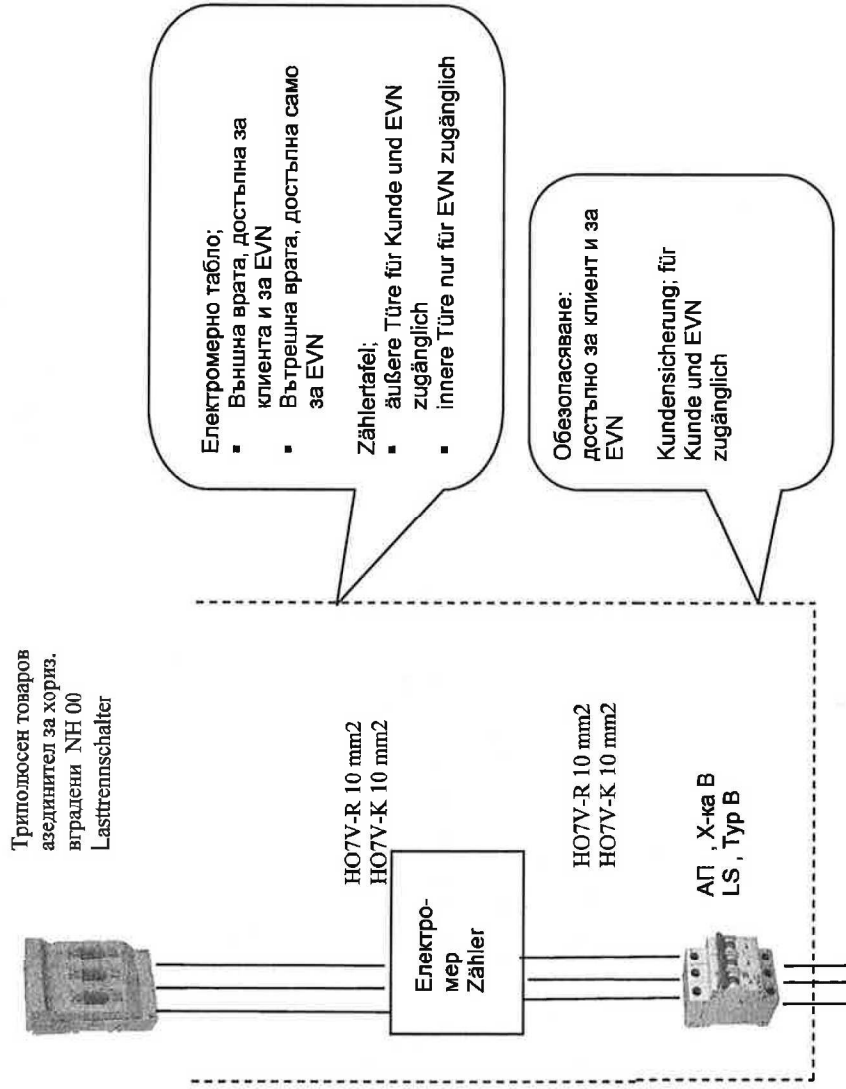 Триполюсен товаров
азединител за хориз.
вградени NH 00
Lasttrennschalter
Електромерно табло;
▪ Външна врата, достъпна за
клиента и за EVN
▪ Вътрешна врата, достъпна само
за EVN
Zählertafel;
▪ äußere Türe für Kunde und EVN
zugänglich
▪ innere Türe nur für EVN zugänglich
HO7V-R 10 mm2
HO7V-K 10 mm2
Електро-
мер
Zähler
HO7V-R 10 mm2
HO7V-K 10 mm2
Обезопасяване:
достъпно за клиент и за
EVN
Kundensicherung; für
Kunde und EVN
zugänglich
АП , Х-ка B
LS , Typ B